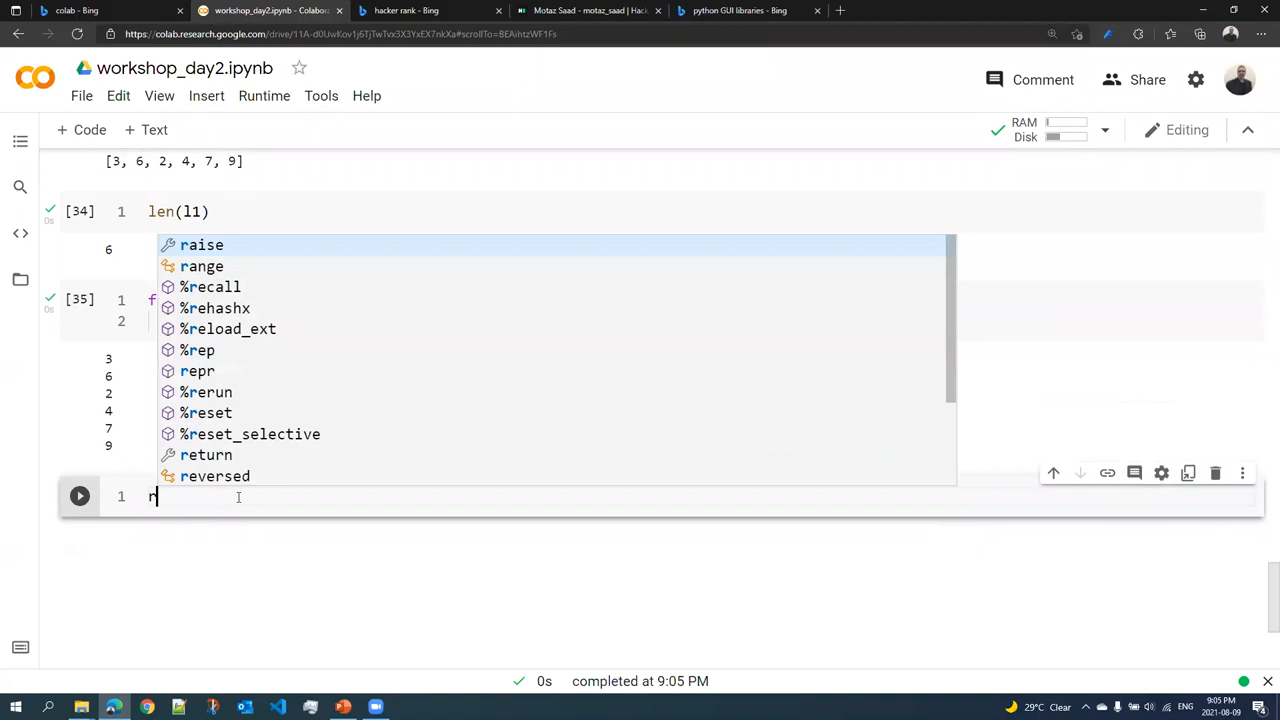 colab - Bing
workshop_day2.ipynb - Colabora
hacker rank - Bing
Motaz Saad - motaz_saad | Hack
python GUI libraries - Bing
https://colab.research.google.com/drive/11A-d0UwKov1j6TjTwTvx3X3YxEX7nkXa#scrollTo=8EAihtzWF1Fs
workshop_day2.ipynb
Comment
Share
File Edit View Insert Runtime Tools Help
+ Code + Text
RAM
Disk
Editing
[3, 6, 2, 4, 7, 9]
[34] 1 len(l1)
0s
6
raise
range
%recall
%rehashx
%reload_ext
%rep
repr
%rerun
%reset
%reset_selective
return
reversed
[35] 1 f
0s
2
3
6
2
4
7
9
1 r
0s completed at 9:05 PM
29°C Clear
ENG
9:05 PM
2021-08-09